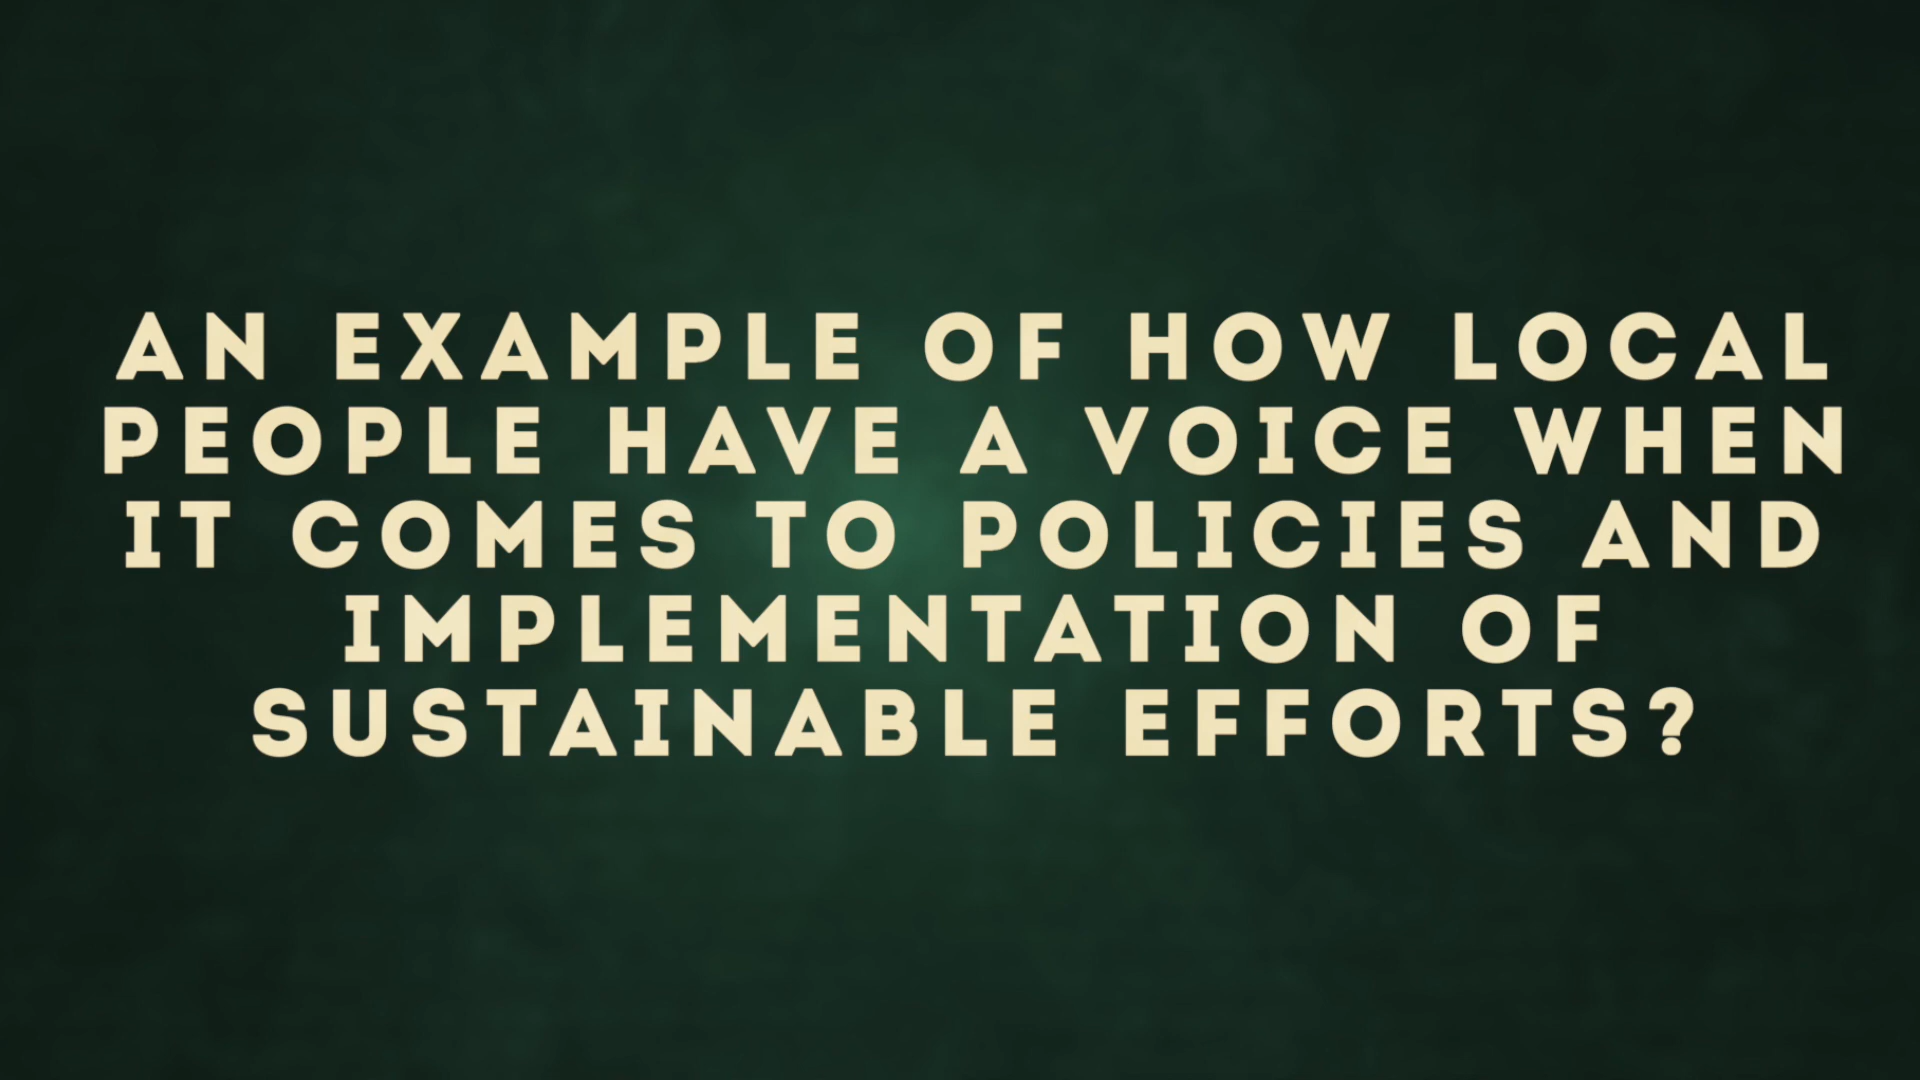 AN EXAMPLE OF HOW LOCAL
PEOPLE HAVE A VOICE WHEN
IT COMES TO POLICIES AND
IMPLEMENTATION OF
SUSTAINABLE EFFORTS?